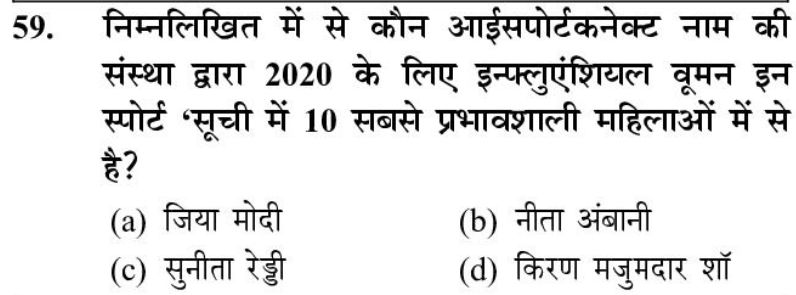 59. निम्नलिखित में से कौन आईसपोर्टकनेक्ट नाम की
संस्था द्वारा 2020 के लिए इन्फ्लुएंशियल वूमन इन
स्पोर्ट ‘सूची में 10 सबसे प्रभावशाली महिलाओं में से
है?
(a) जिया मोदी (b) नीता अंबानी
(c) सुनीता रेड्डी (d) किरण मजुमदार शॉ